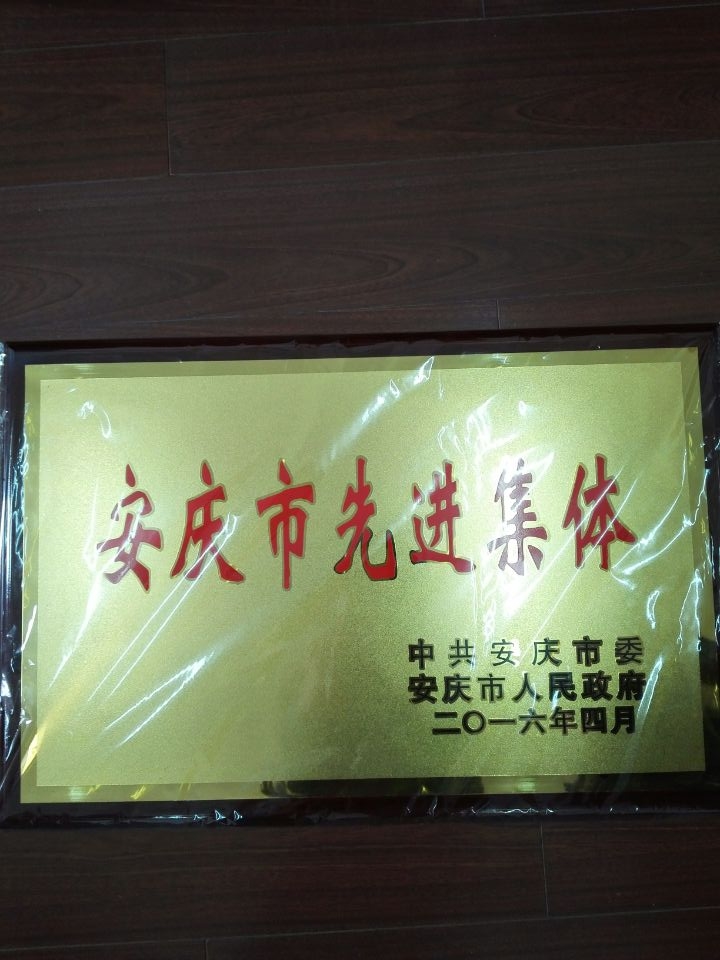 安庆市先进集体
中共安庆市委
安庆市人民政府
二〇一六年四月